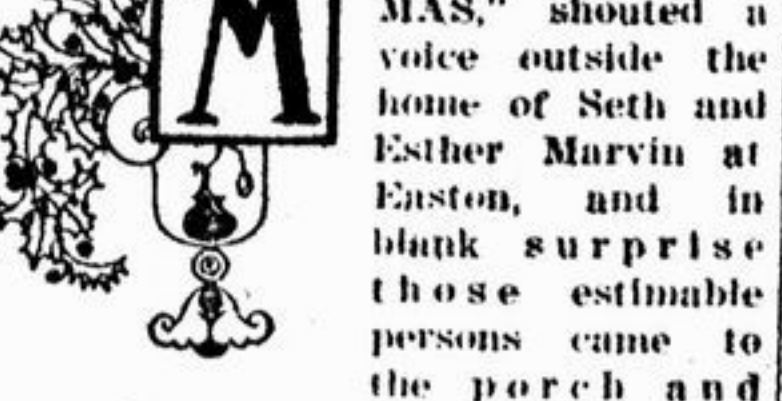 M
MAS," shouted a
voice outside the
home of Seth and
Esther Marvin at
Easton, and in
blank surprise
those estimable
persons came to
the porch and